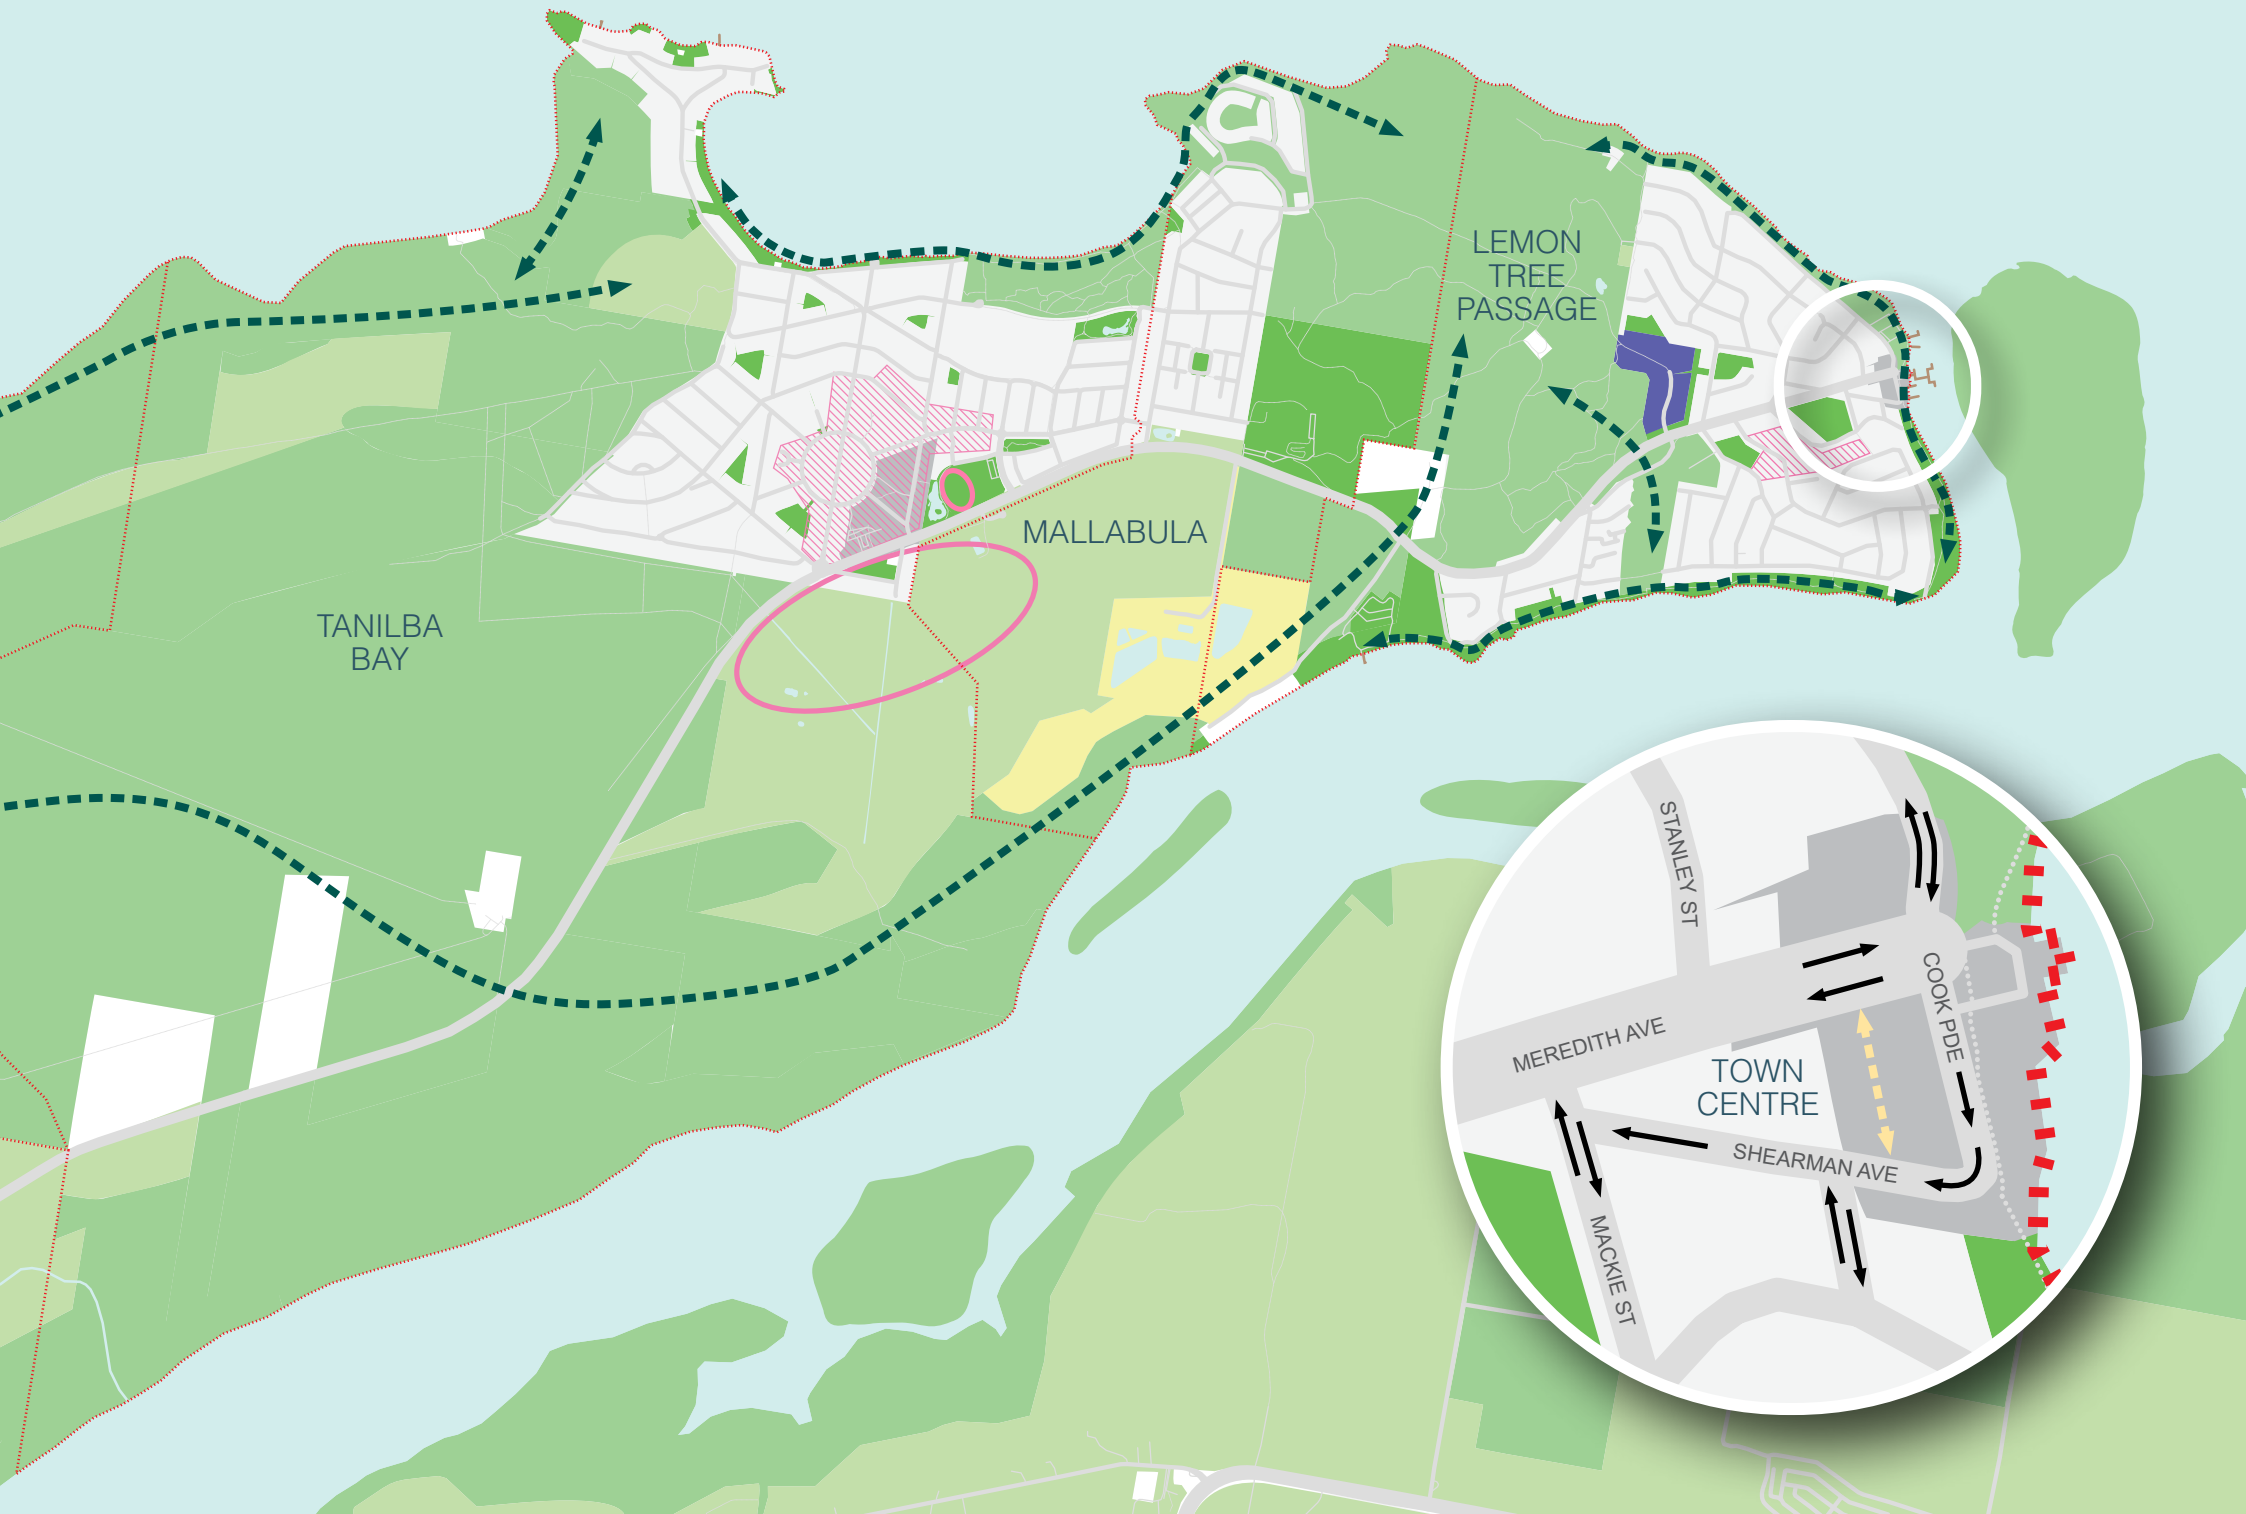 LEMON
TREE
PASSAGE
MALLABULA
TANILBA
BAY
STANLEY ST
COOK PDE
MEREDITH AVE
TOWN
CENTRE
SHEARMAN AVE
MACKIE ST